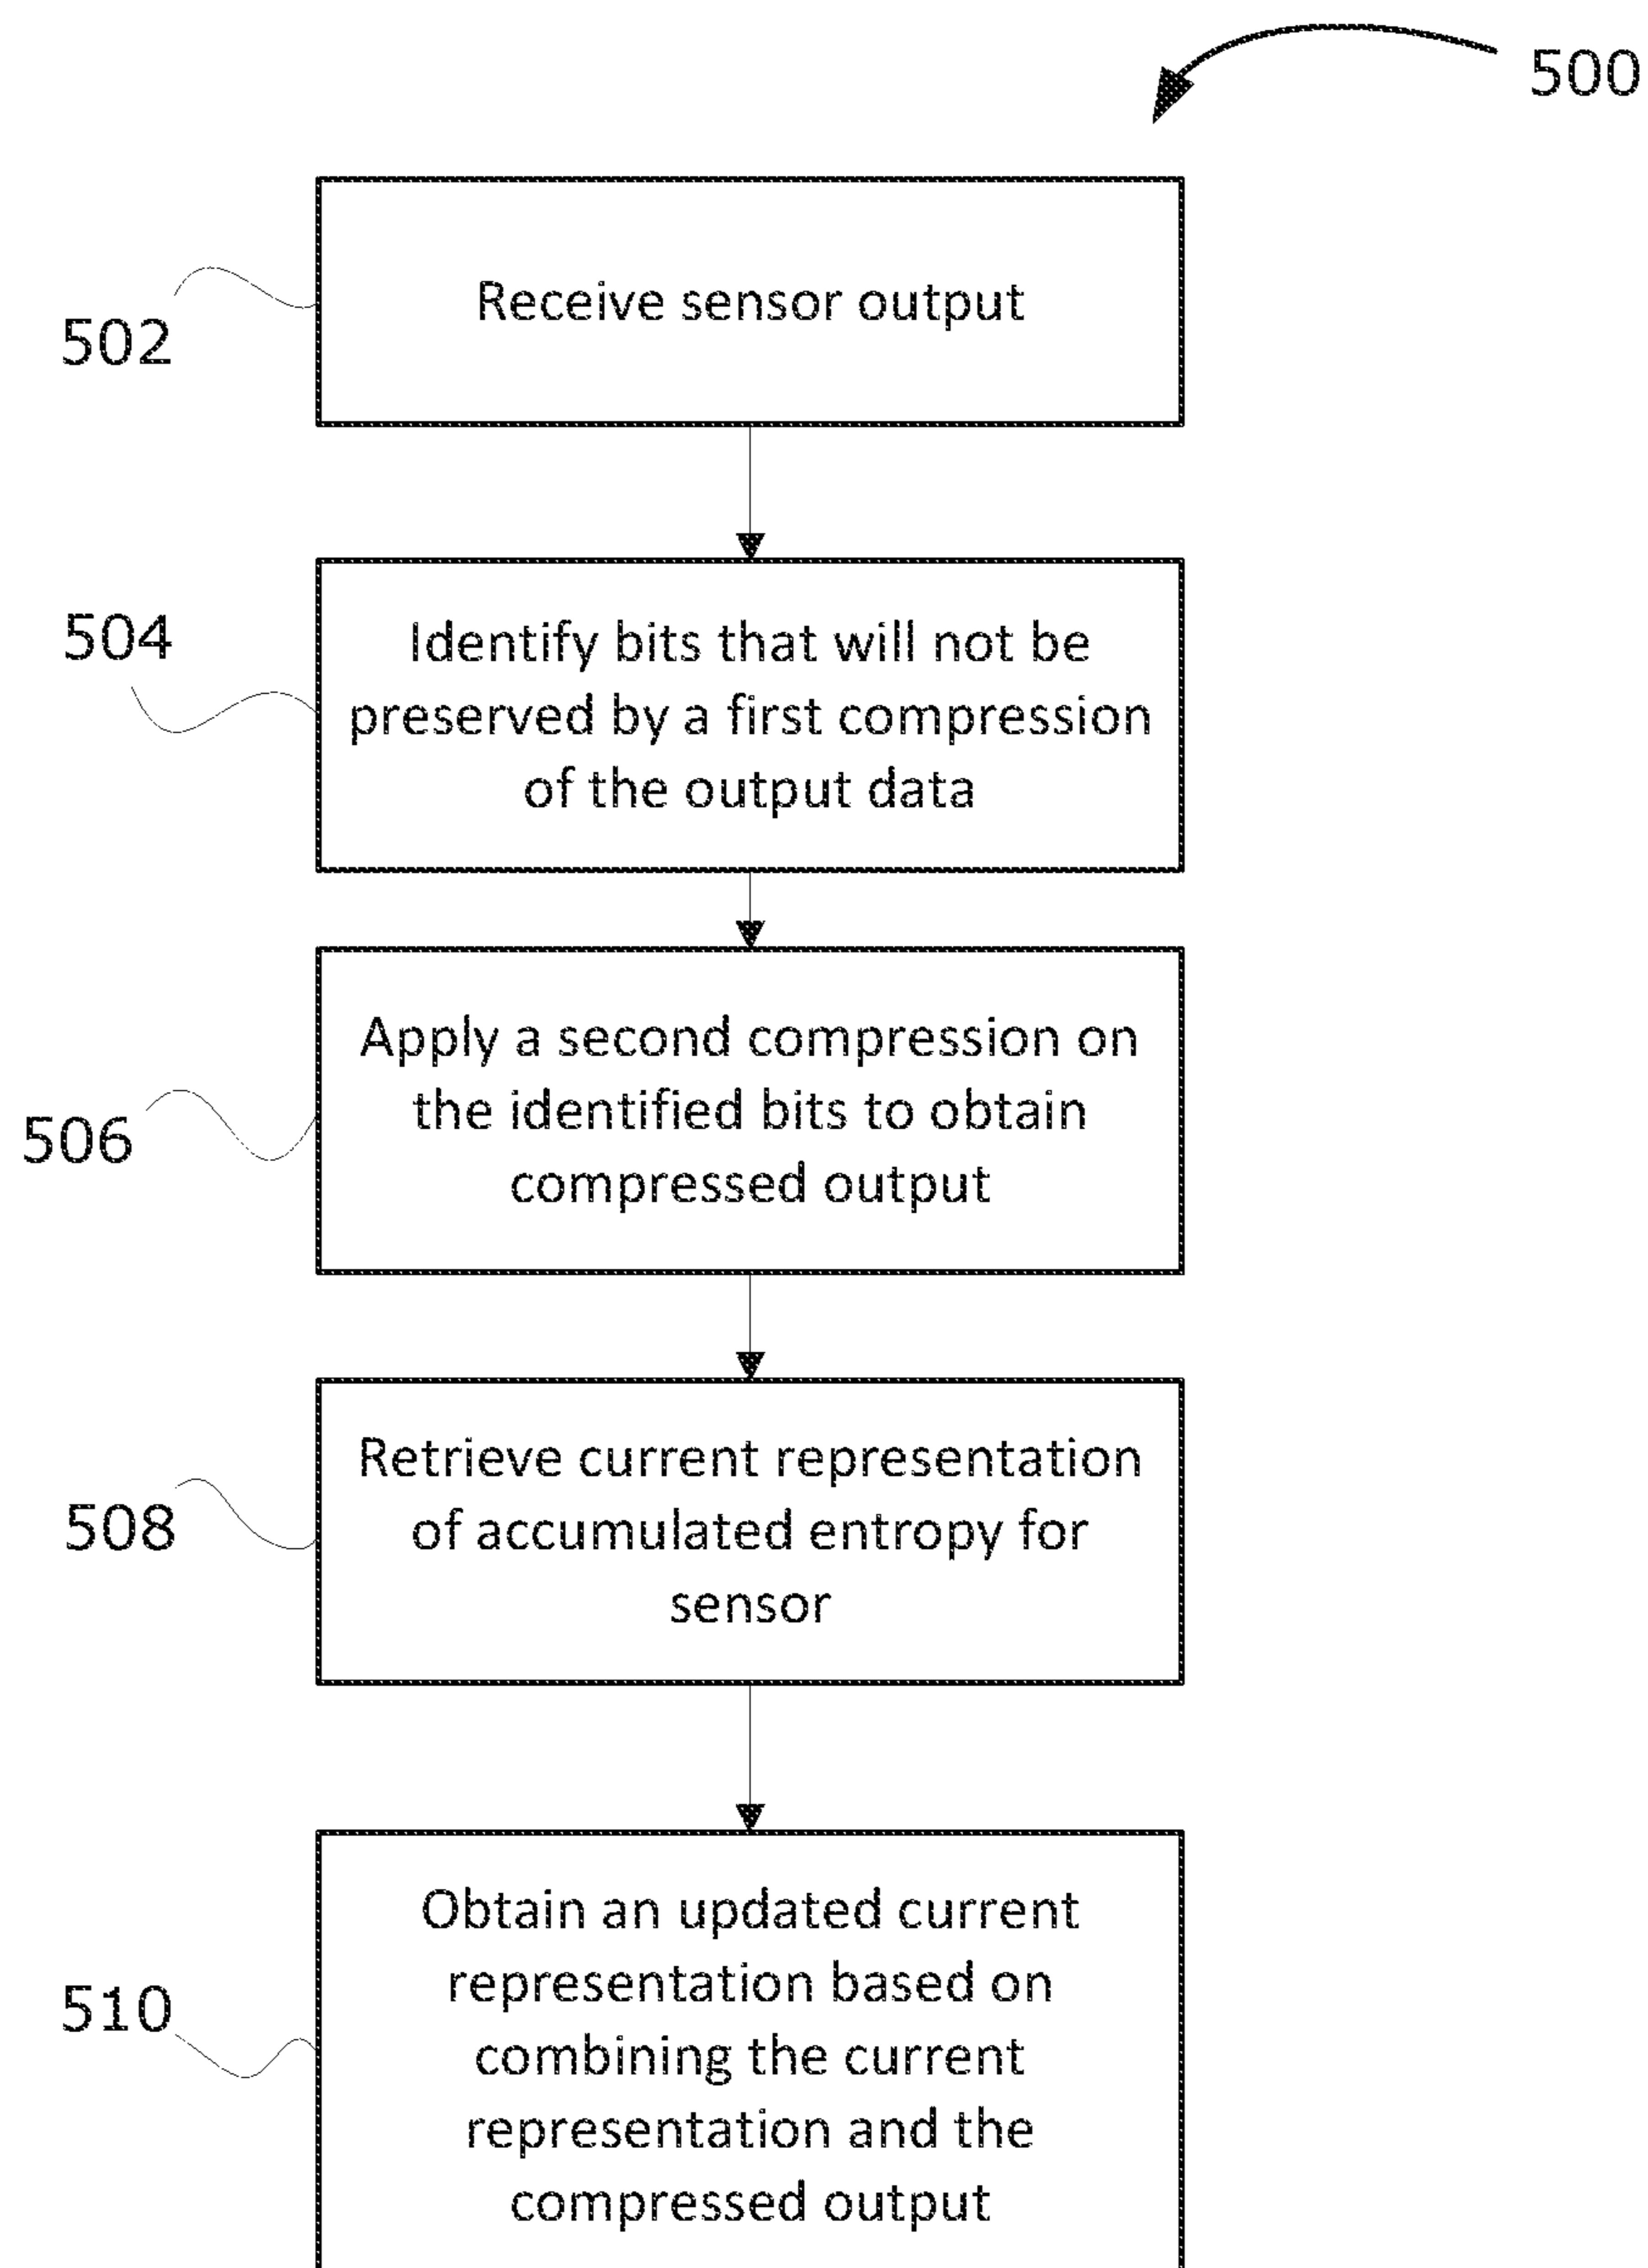 500
502
Receive sensor output
504
Identify bits that will not be
preserved by a first compression
of the output data
506
Apply a second compression on
the identified bits to obtain
compressed output
508
Retrieve current representation
of accumulated entropy for
sensor
510
Obtain an updated current
representation based on
combining the current
representation and the
compressed output